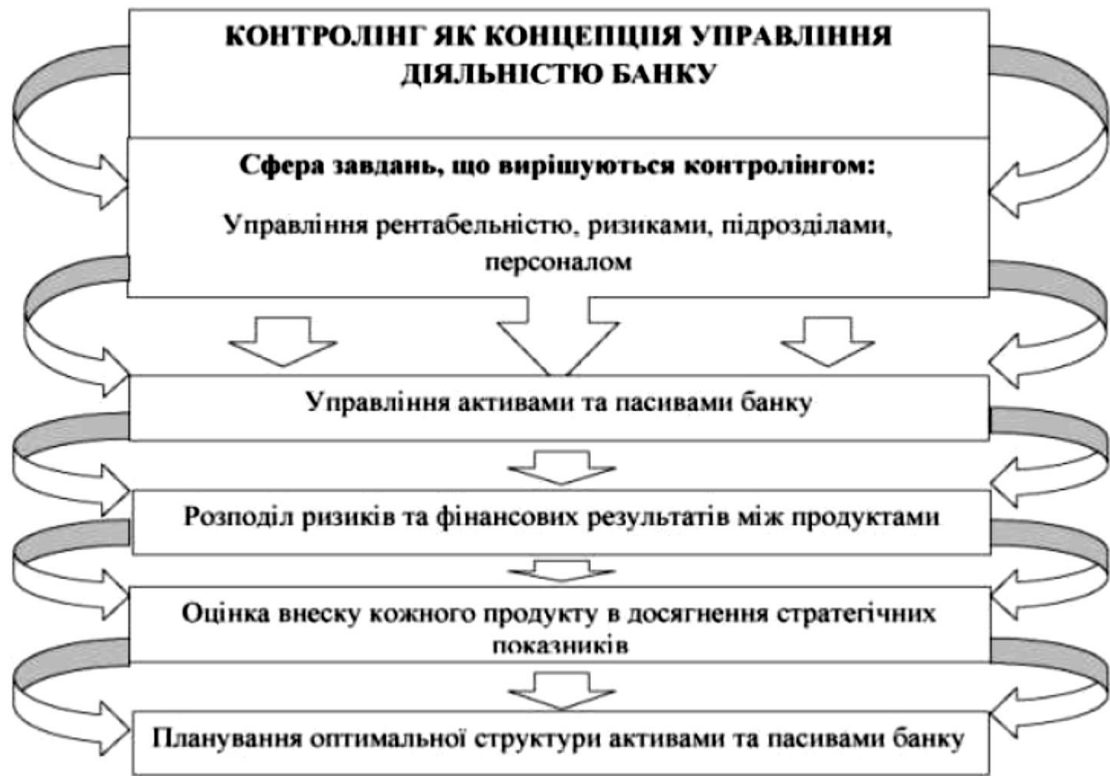 КОНТРОЛІНГ ЯК КОНЦЕПЦІЯ УПРАВЛІННЯ
ДІЯЛЬНІСТЮ БАНКУ
Сфера завдань, що вирішуються контролінгом:
Управління рентабельністю, ризиками, підрозділами,
персоналом
Управління активами та пасивами банку
Розподіл ризиків та фінансових результатів між продуктами
Оцінка внеску кожного продукту в досягнення стратегічних
показників
Планування оптимальної структури активами та пасивами банку